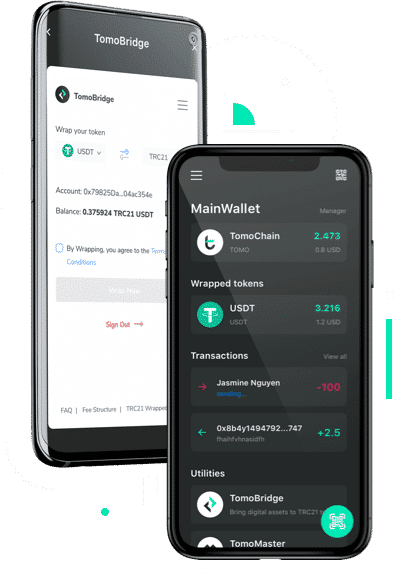 TomoBridge
TomoBridge
Wrap your token
USDT
TRC21
Account: 0x79825Da...04ac354e
Balance: 0.375924 TRC21 USDT
By Wrapping, you agree to the Terms
Conditions
Wrap Now
Sign Out
FAQ | Fee Structure | TRC21 Wrapped
MainWallet
Manager
TomoChain
2.473
TOMO
0.8 USD
Wrapped tokens
USDT
3.216
USDT
1.2 USD
Transactions
View all
Jasmine Nguyen
-100
sending...
0x8b4y1494792...747
+2.5
fhaihfvhnasidfh
Utilities
TomoBridge
Bring digital assets to TRC21 t
TomoMaster